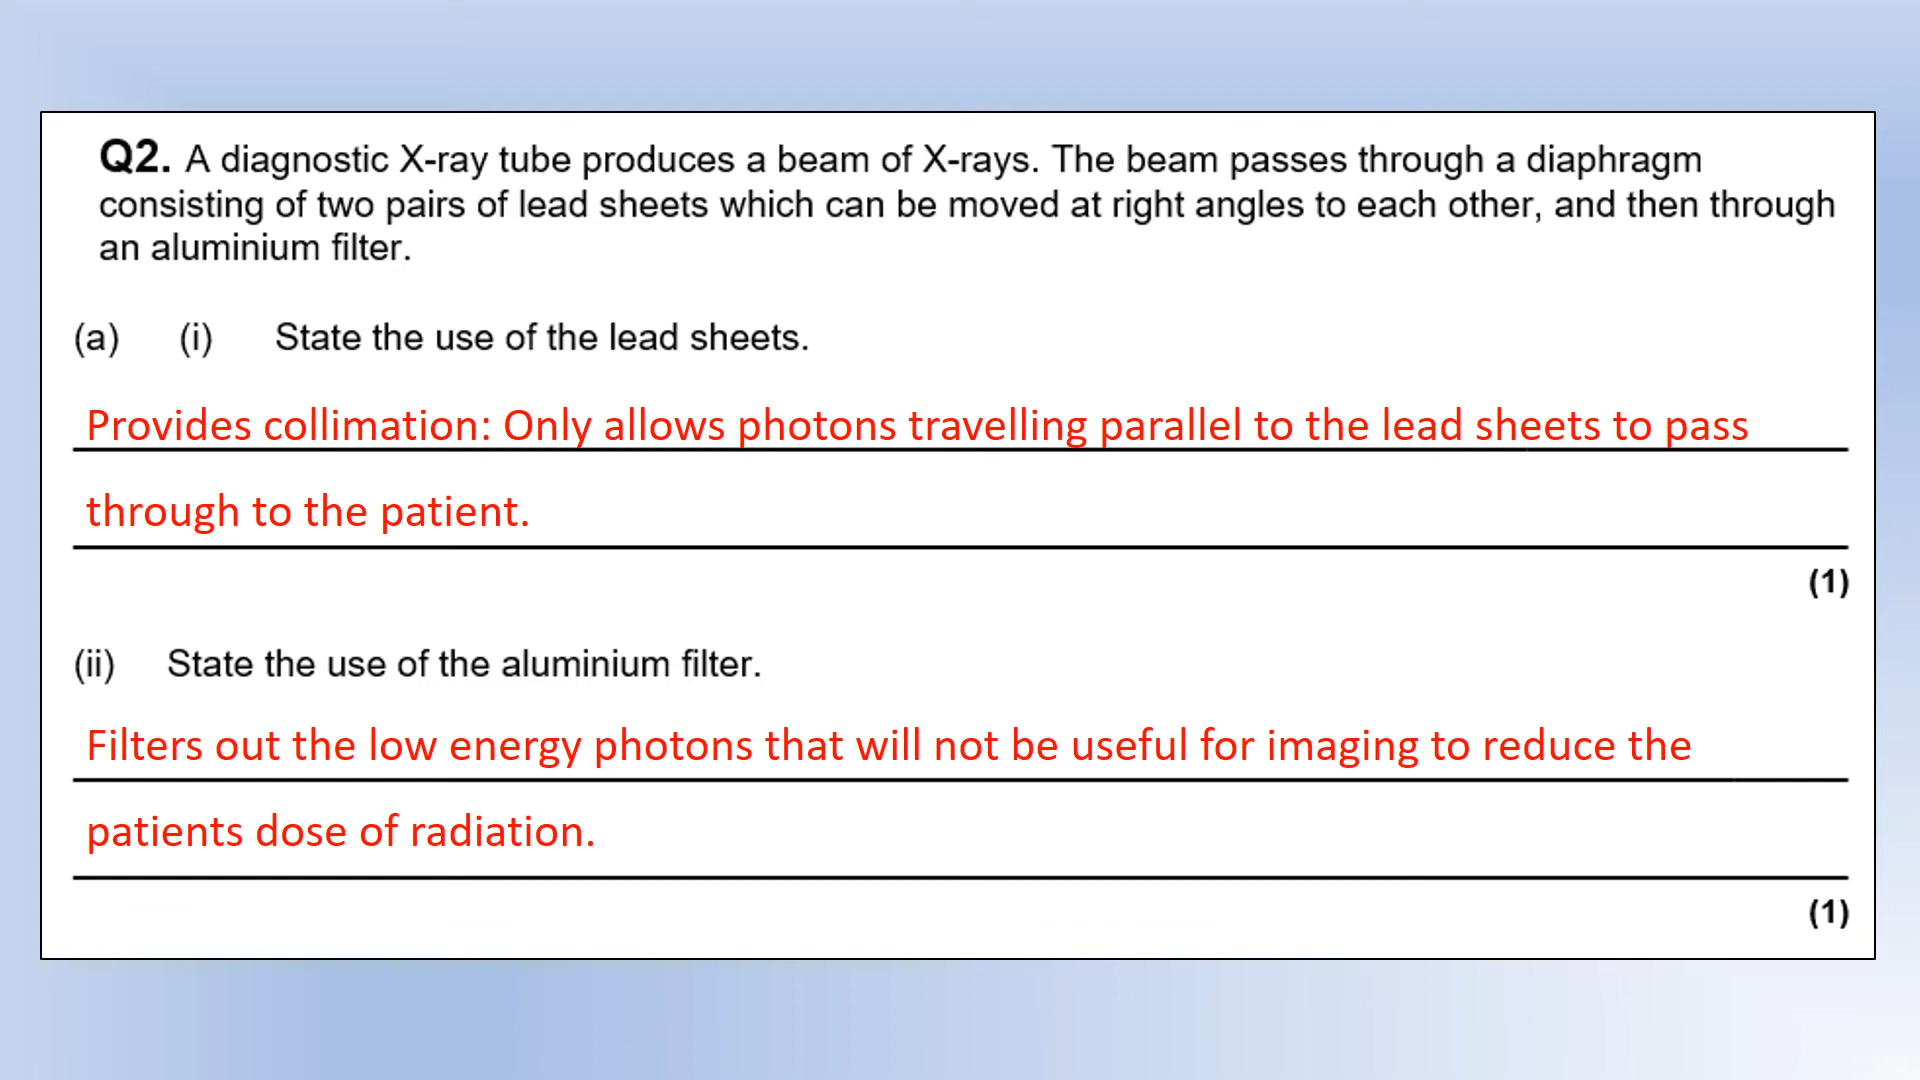 Q2. A diagnostic X-ray tube produces a beam of X-rays. The beam passes through a diaphragm
consisting of two pairs of lead sheets which can be moved at right angles to each other, and then through
an aluminium filter.
(a) (i) State the use of the lead sheets.
Provides collimation: Only allows photons travelling parallel to the lead sheets to pass
through to the patient.
(1)
(ii) State the use of the aluminium filter.
Filters out the low energy photons that will not be useful for imaging to reduce the
patients dose of radiation.
(1)